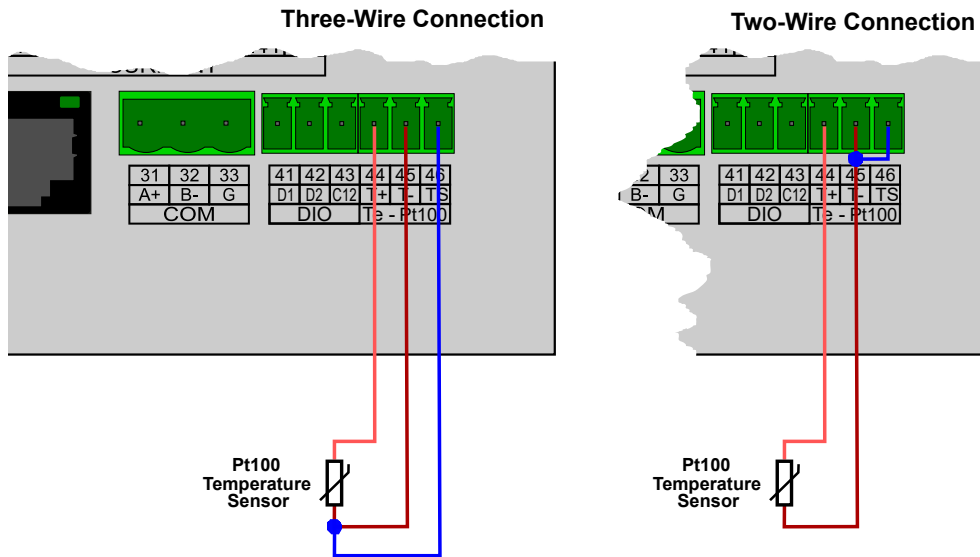 Three-Wire Connection
Two-Wire Connection
31 32 33
A+ B- G
COM
41 42 43 44 45 46
D1 D2 C12 T+ T- TS
DIO Te - Pt100
33
B- G
41 42 43 44 45 46
D1 D2 C12 T+ T- TS
DIO Te - Pt100
Pt100
Temperature
Sensor
Pt100
Temperature
Sensor